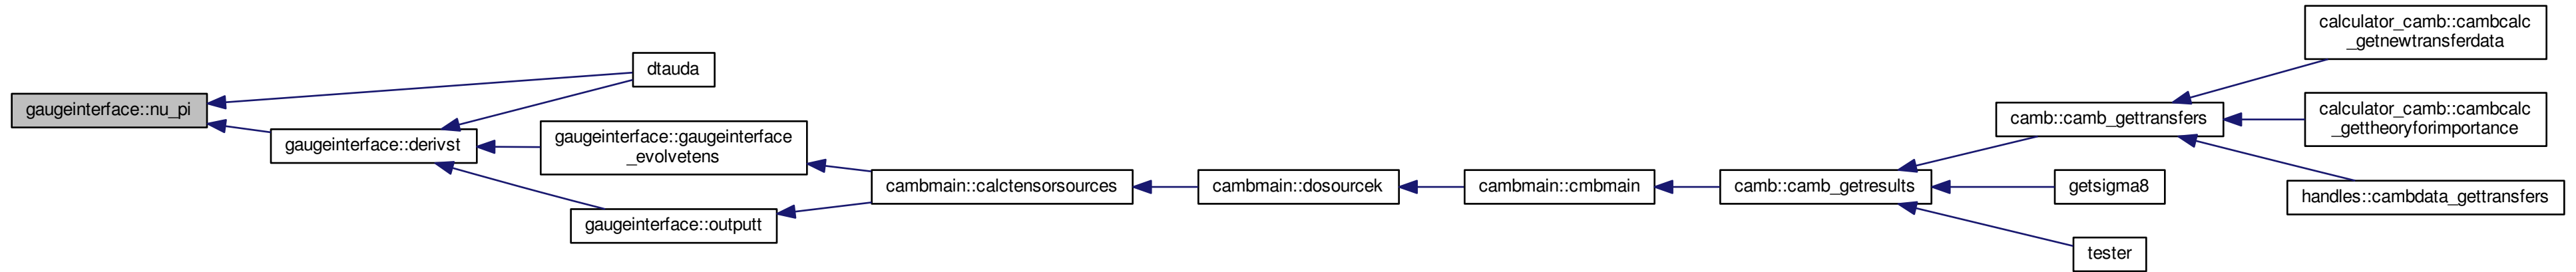 gaugeinterface::nu_pi
dtauda
gaugeinterface::derivst
gaugeinterface::gaugeinterface
_evolvetens
gaugeinterface::outputt
cambmain::calctensorsources
cambmain::dosourcek
cambmain::cmbmain
camb::camb_getresults
camb::camb_gettransfers
getsigma8
tester
calculator_camb::cambcalc
_getnewtransferdata
calculator_camb::cambcalc
_gettheoryforimportance
handles::cambdata_gettransfers